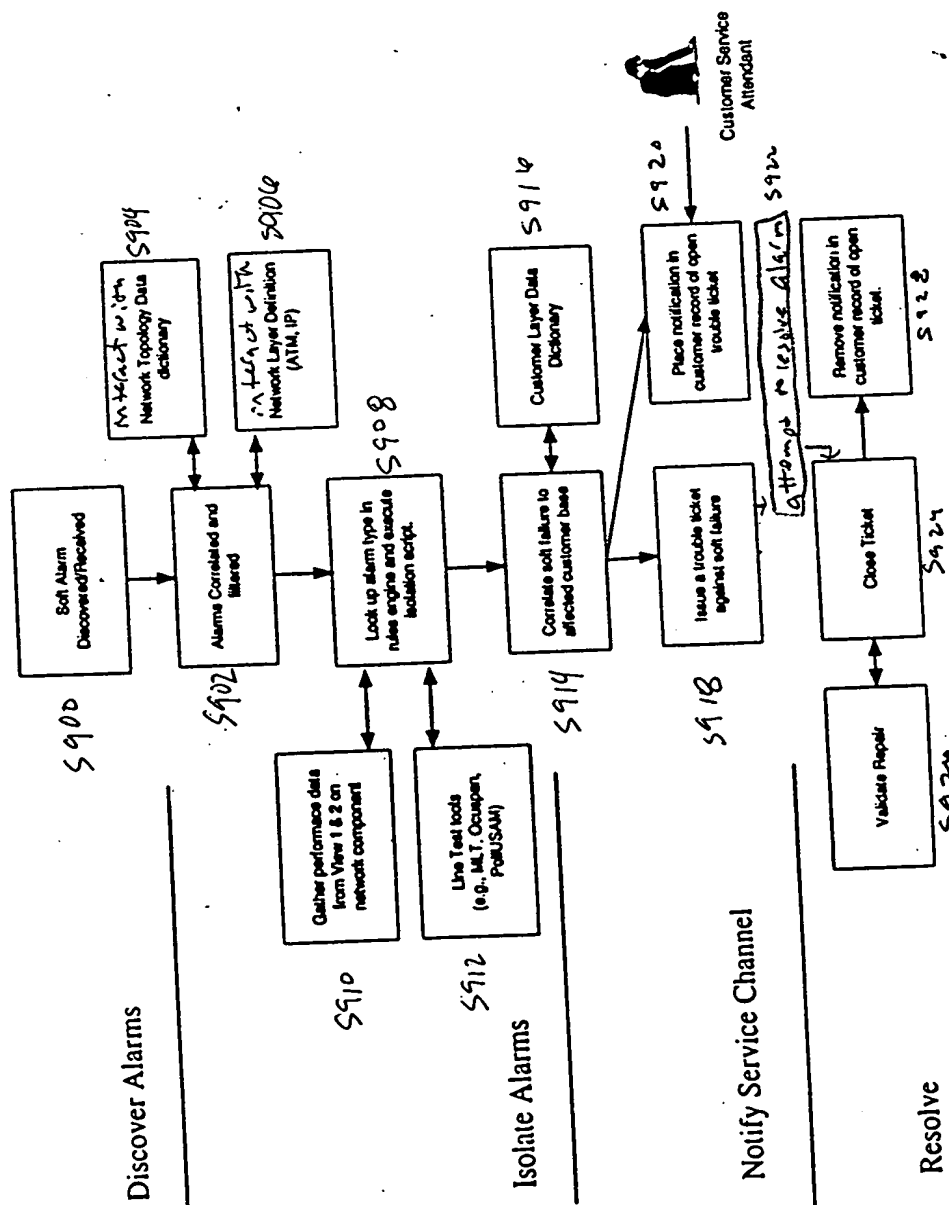 Discover Alarms
S900
Soft Alarm
Discovered/Received
S902
Alarms Correlated and
filtered
S904
interact with
Network Topology Data
dictionary
S906
interact with
Network Layer Definition
(ATM, IP)
Isolate Alarms
S908
Look up alarm type in
rules engine and execute
isolation script.
S910
Gather performace data
from View 1 & 2 on
network component
S912
Line Test tools
(e.g., MLT, Ocuspen,
Poll/USAM)
S914
Correlate soft failure to
affected customer base
S916
Customer Layer Data
Dictionary
Notify Service Channel
S918
Issue a trouble ticket
against soft failure
S920
Place notification in
customer record of open
trouble ticket
Customer Service
Attendant
attempt to resolve alarm
S922
Resolve
Validate Repair
Close Ticket
S924
Remove notification in
customer record of open
ticket.
S928